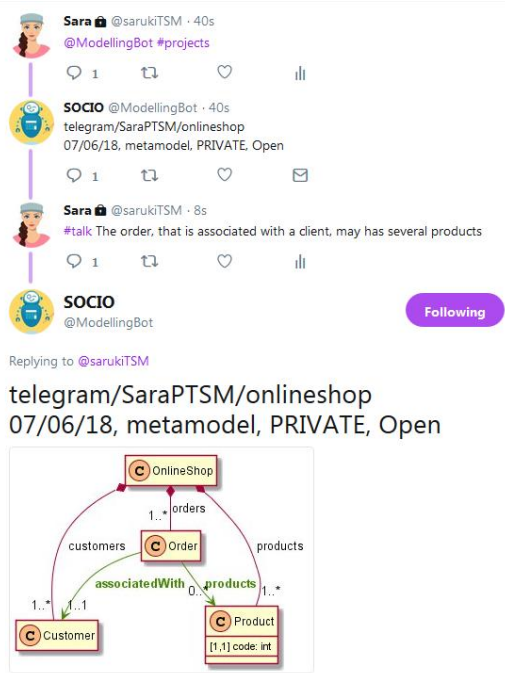 Sara @sarukiTSM · 40s
@ModellingBot #projects
1
SOCIO @ModellingBot · 40s
telegram/SaraPTSM/onlineshop
07/06/18, metamodel, PRIVATE, Open
1
Sara @sarukiTSM · 8s
#talk The order, that is associated with a client, may has several products
1
SOCIO
@ModellingBot
Following
Replying to @sarukiTSM
telegram/SaraPTSM/onlineshop
07/06/18, metamodel, PRIVATE, Open
C OnlineShop
1..* orders
customers C Order products
associatedWith 0..* products
1..* 1..1 1..*
C Customer
C Product
[1,1] code: int